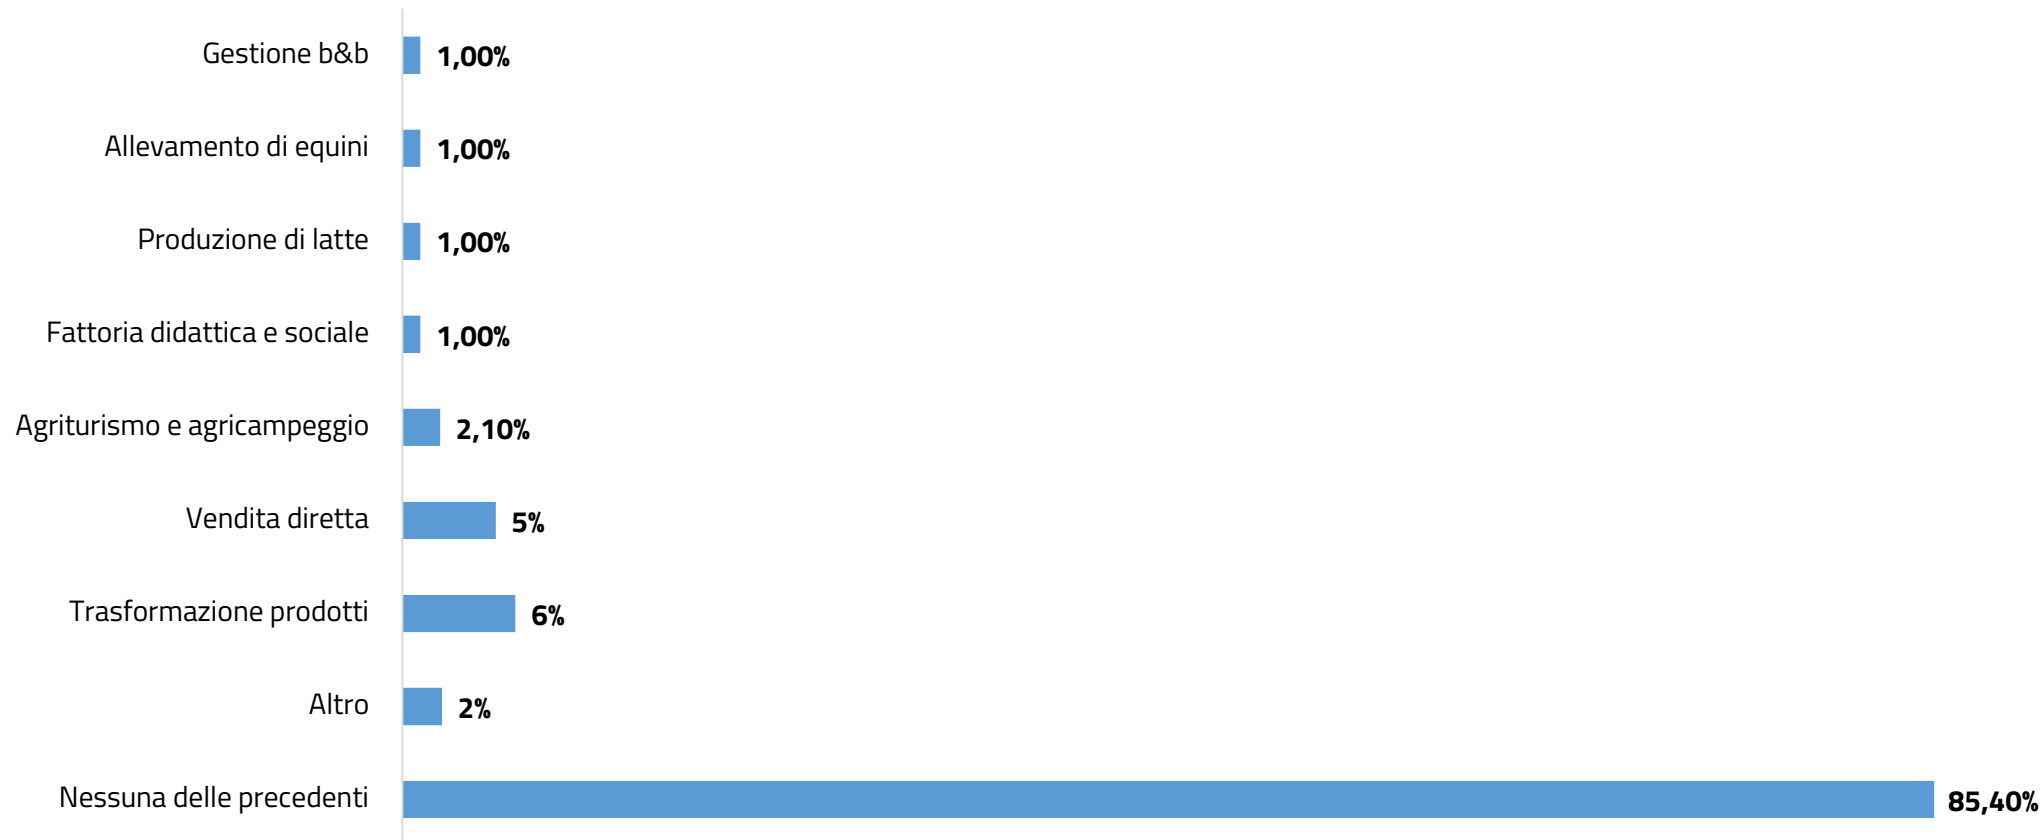 Gestione b&b 1,00%
Allevamento di equini 1,00%
Produzione di latte 1,00%
Fattoria didattica e sociale 1,00%
Agriturismo e agricampeggio 2,10%
Vendita diretta 5%
Trasformazione prodotti 6%
Altro 2%
Nessuna delle precedenti 85,40%